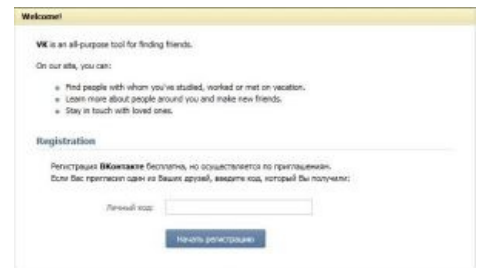 Welcome!
VK is an all-purpose tool for finding friends.
On our site, you can:
Find people with whom you've studied, worked or met on vacation.
Learn more about people around you and make new friends.
Stay in touch with loved ones.
Registration
Регистрация ВКонтакте бесплатна, но осуществляется по приглашениям.
Если Вас пригласил один из Ваших друзей, введите код, который Вы получили:
Личный код:
Начать регистрацию